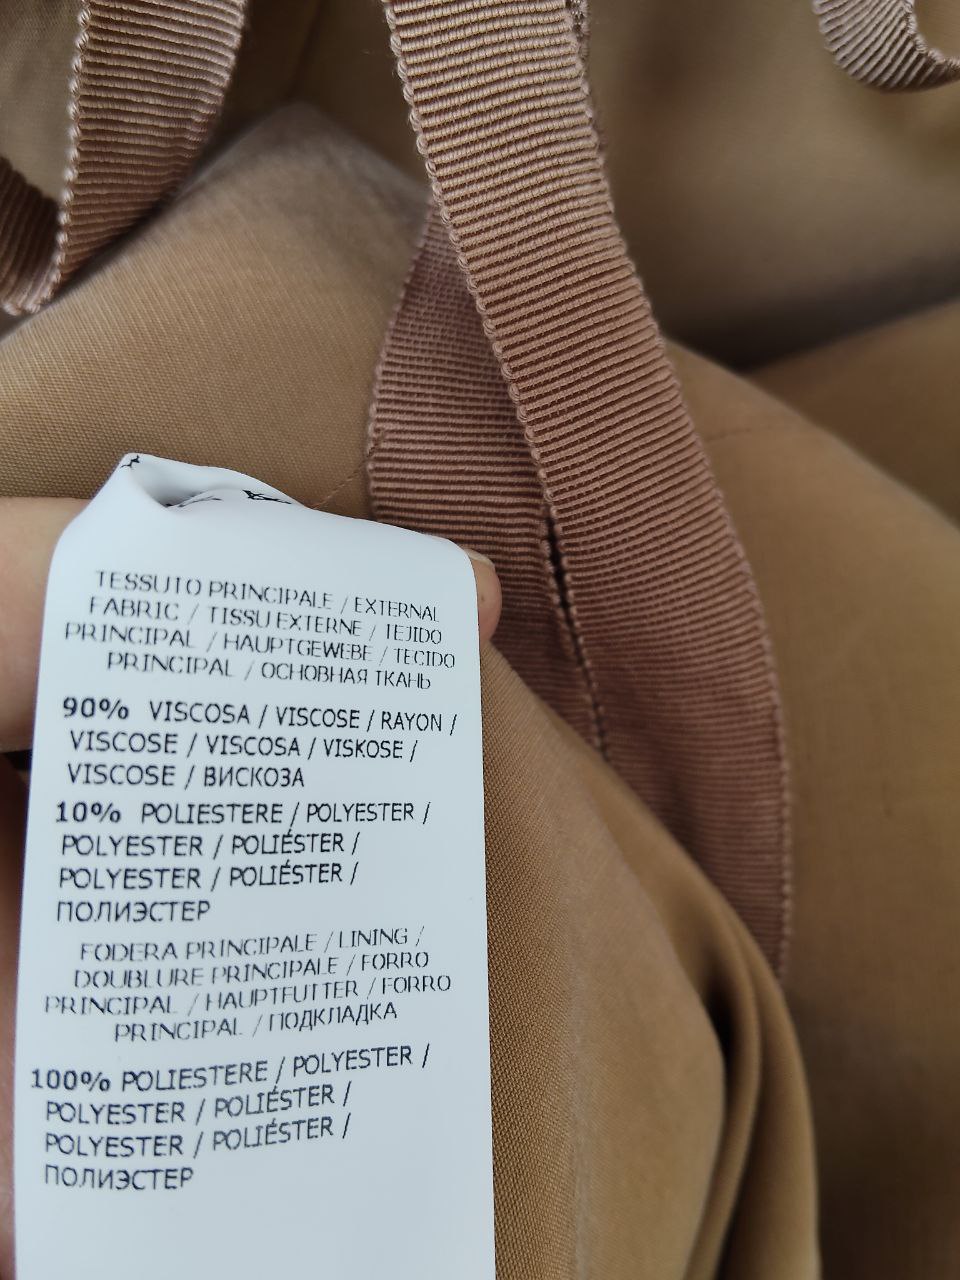 TESSUTO PRINCIPALE / EXTERNAL
FABRIC / TISSU EXTERNE / TEJIDO
PRINCIPAL / HAUPTGEWEBE / TECIDO
PRINCIPAL / ОСНОВНАЯ ТКАНЬ
90% VISCOSA / VISCOSE / RAYON /
VISCOSE / VISCOSA / VISKOSE /
VISCOSE / ВИСКОЗА
10% POLIESTERE / POLYESTER /
POLYESTER / POLIÉSTER /
POLYESTER / POLIÉSTER /
ПОЛИЭСТЕР
FODERA PRINCIPALE / LINING /
DOUBLURE PRINCIPALE / FORRO
PRINCIPAL / HAUPTFUTTER / FORRO
PRINCIPAL / ПОДКЛАДКА
100% POLIESTERE / POLYESTER /
POLYESTER / POLIÉSTER /
POLYESTER / POLIÉSTER /
ПОЛИЭСТЕР